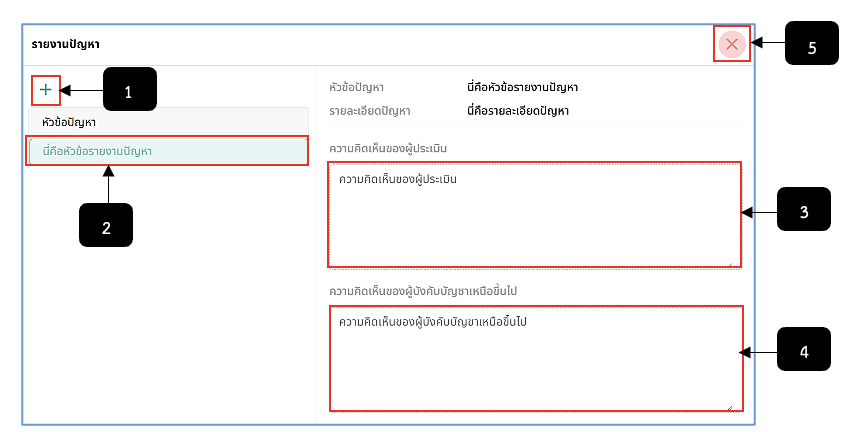 รายงานปัญหา
5
1
หัวข้อปัญหา
นี่คือหัวข้อรายงานปัญหา
2
หัวข้อปัญหา นี่คือหัวข้อรายงานปัญหา
รายละเอียดปัญหา นี่คือรายละเอียดปัญหา
ความคิดเห็นของผู้ประเมิน
ความคิดเห็นของผู้ประเมิน
3
ความคิดเห็นของผู้บังคับบัญชาเหนือขึ้นไป
ความคิดเห็นของผู้บังคับบัญชาเหนือขึ้นไป
4